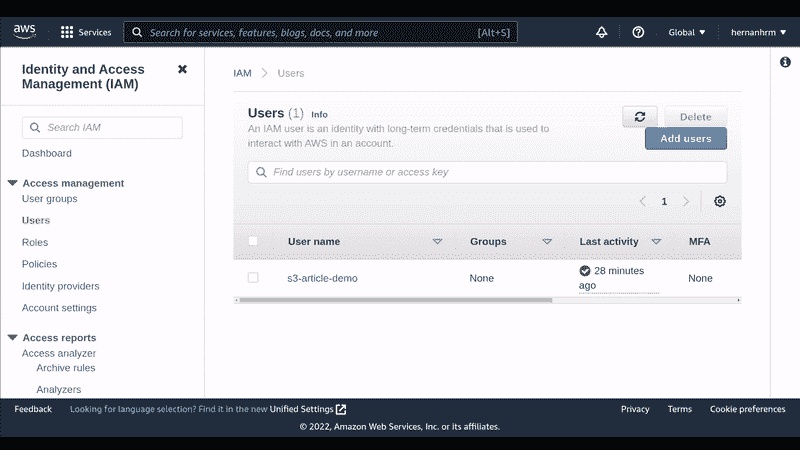 aws Services Search for services, features, blogs, docs, and more [Alt+S] Global hernanhrm
Identity and Access
Management (IAM)
Search IAM
Dashboard
Access management
User groups
Users
Roles
Policies
Identity providers
Account settings
Access reports
Access analyzer
Archive rules
Analyzers
IAM Users
Users (1) Info
An IAM user is an identity with long-term credentials that is used to
interact with AWS in an account.
Delete
Add users
Find users by username or access key
1
User name Groups Last activity MFA
s3-article-demo None 28 minutes
ago None
Feedback Looking for language selection? Find it in the new Unified Settings Privacy Terms Cookie preferences
© 2022, Amazon Web Services, Inc. or its affiliates.